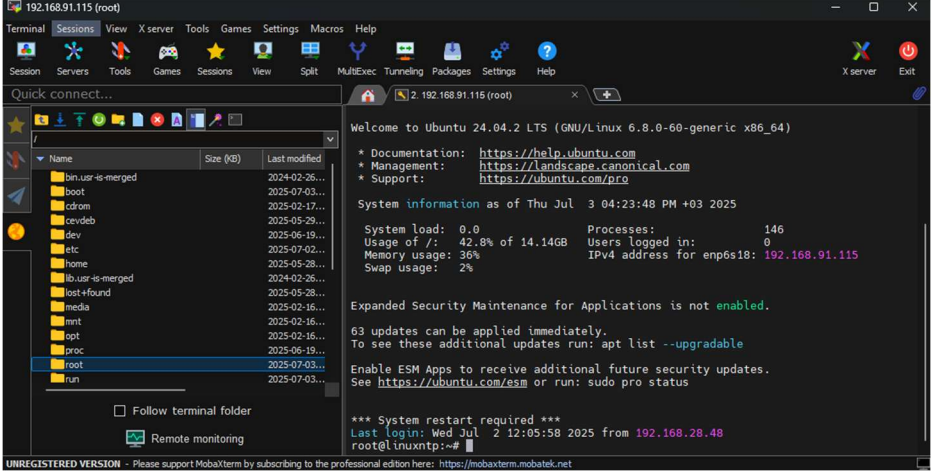 192.168.91.115 (root)
Terminal Sessions View X server Tools Games Settings Macros Help
Session Servers Tools Games Sessions View Split MultiExec Tunneling Packages Settings Help X server Exit
Quick connect...
2. 192.168.91.115 (root)
/
Name Size (KB) Last modified
bin.usr-is-merged 2024-02-26...
boot 2025-07-03...
cdrom 2025-02-17...
cevdeb 2025-05-29...
dev 2025-06-19...
etc 2025-07-02...
home 2025-05-28...
lib.usr-is-merged 2024-02-26...
lost+found 2025-05-28...
media 2025-02-16...
mnt 2025-02-16...
opt 2025-02-16...
proc 2025-06-19...
root 2025-07-03...
run 2025-07-03...
Follow terminal folder
Remote monitoring
Welcome to Ubuntu 24.04.2 LTS (GNU/Linux 6.8.0-60-generic x86_64)
* Documentation: https://help.ubuntu.com
* Management: https://landscape.canonical.com
* Support: https://ubuntu.com/pro
System information as of Thu Jul 3 04:23:48 PM +03 2025
System load: 0.0 Processes: 146
Usage of /: 42.8% of 14.14GB Users logged in: 0
Memory usage: 36% IPv4 address for enp6s18: 192.168.91.115
Swap usage: 2%
Expanded Security Maintenance for Applications is not enabled.
63 updates can be applied immediately.
To see these additional updates run: apt list --upgradable
Enable ESM Apps to receive additional future security updates.
See https://ubuntu.com/esm or run: sudo pro status
*** System restart required ***
Last login: Wed Jul 2 12:05:58 2025 from 192.168.28.48
root@linuxntp:~#
UNREGISTERED VERSION - Please support MobaXterm by subscribing to the professional edition here: https://mobaxterm.mobatek.net